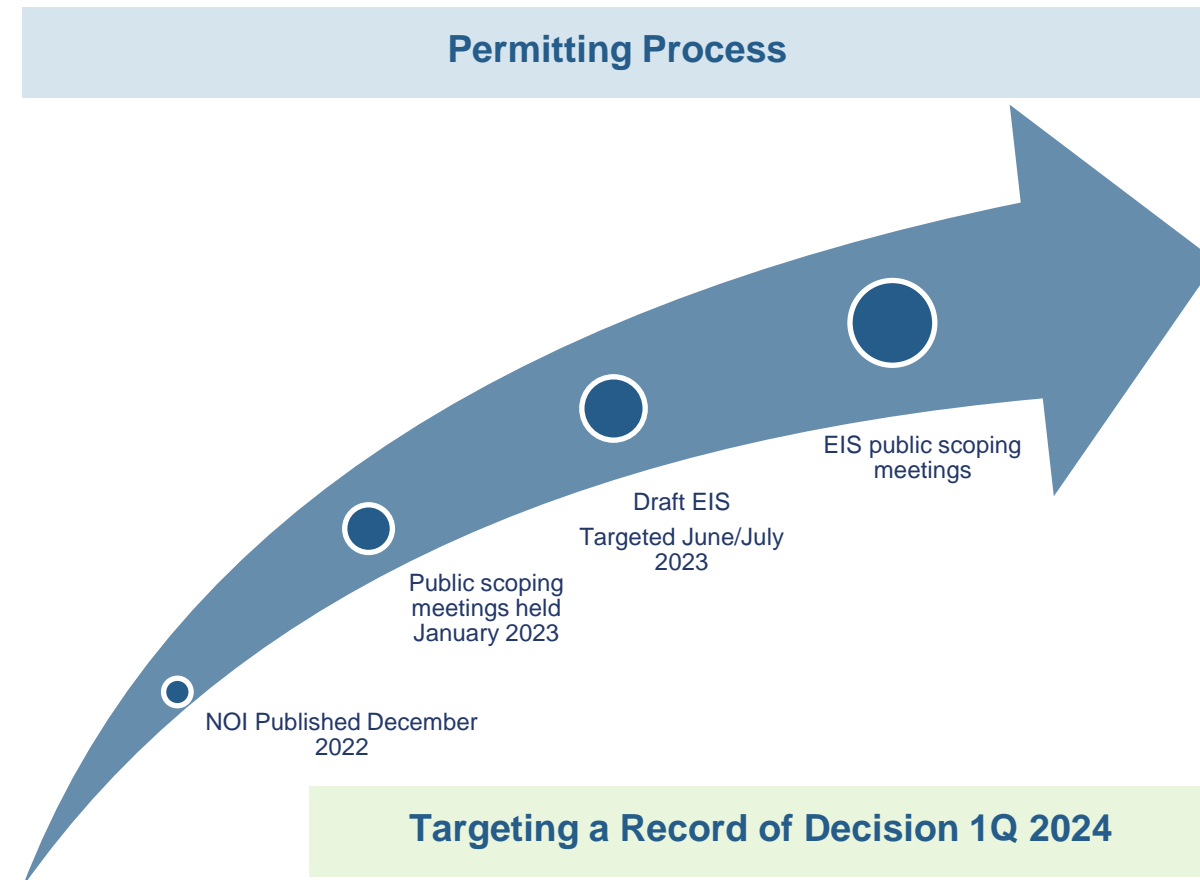 Permitting Process
EIS public scoping
meetings
Draft EIS
Targeted June/July
2023
Public scoping
meetings held
January 2023
NOI Published December
2022
Targeting a Record of Decision 1Q 2024